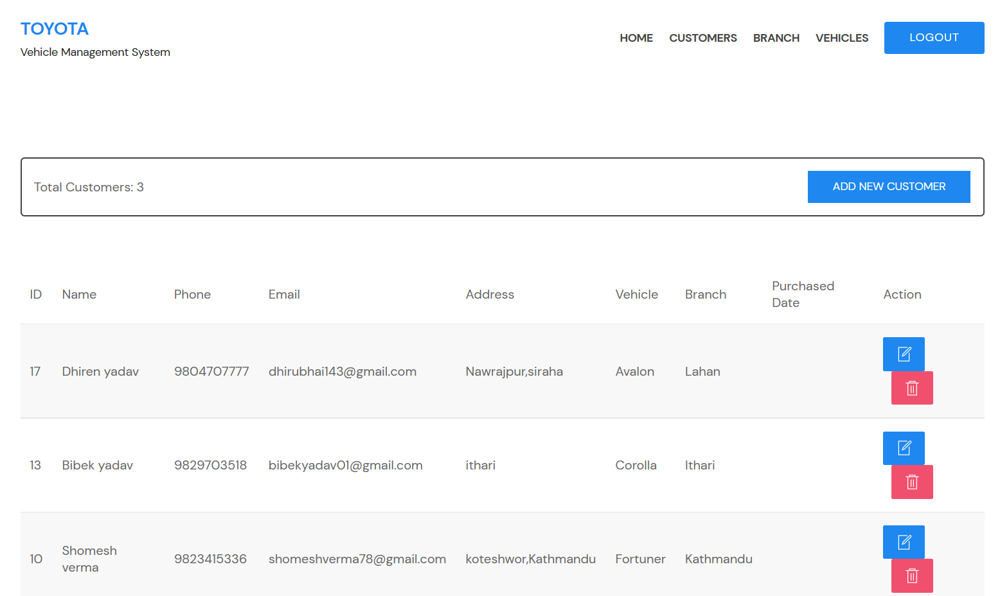 TOYOTA
Vehicle Management System
HOME CUSTOMERS BRANCH VEHICLES LOGOUT
Total Customers: 3 ADD NEW CUSTOMER
ID Name Phone Email Address Vehicle Branch Purchased Date Action
17 Dhiren yadav 9804707777 dhirubhai143@gmail.com Nawrajpur,siraha Avalon Lahan
13 Bibek yadav 9829703518 bibekyadav01@gmail.com ithari Corolla Ithari
10 Shomesh verma 9823415336 shomeshverma78@gmail.com koteshwor,Kathmandu Fortuner Kathmandu